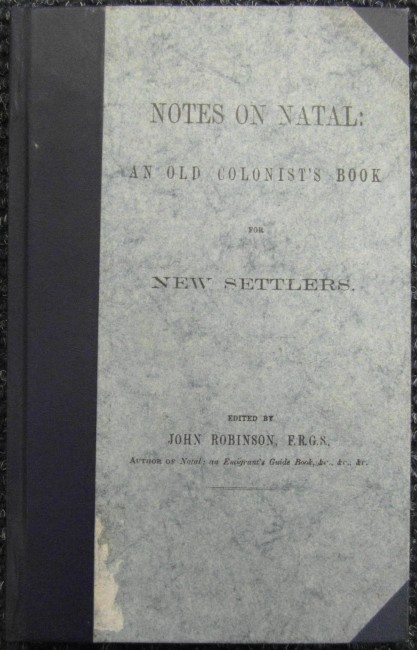 NOTES ON NATAL:
AN OLD COLONIST'S BOOK
FOR
NEW SETTLERS.
EDITED BY
JOHN ROBINSON, F.R.G.S.,
AUTHOR OF Natal: an Emigrant's Guide Book, &c., &c., &c.